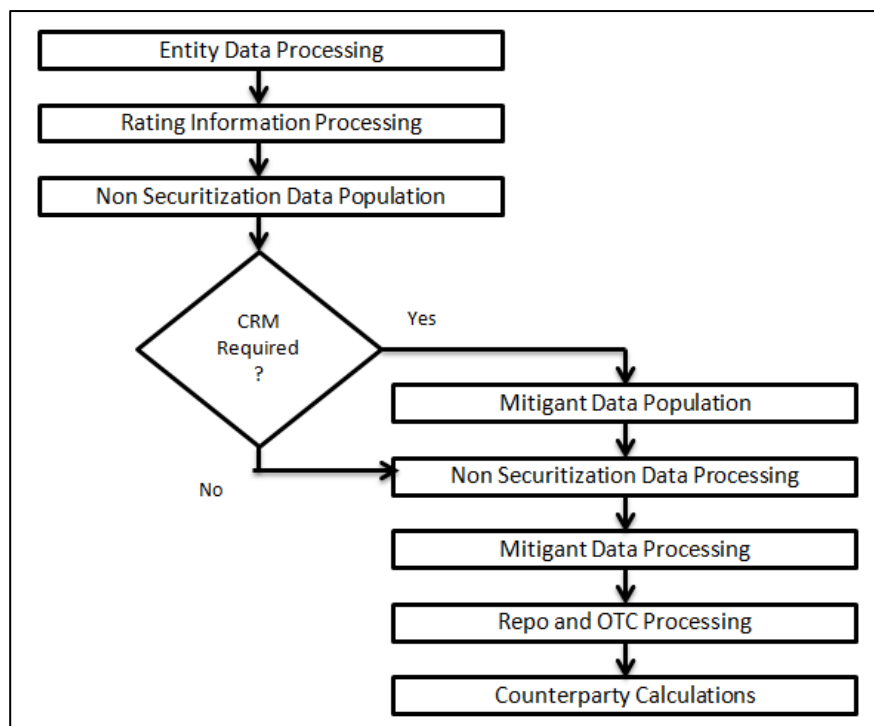 Entity Data Processing
Rating Information Processing
Non Securitization Data Population
CRM
Required
?
Yes
Mitigant Data Population
No
Non Securitization Data Processing
Mitigant Data Processing
Repo and OTC Processing
Counterparty Calculations